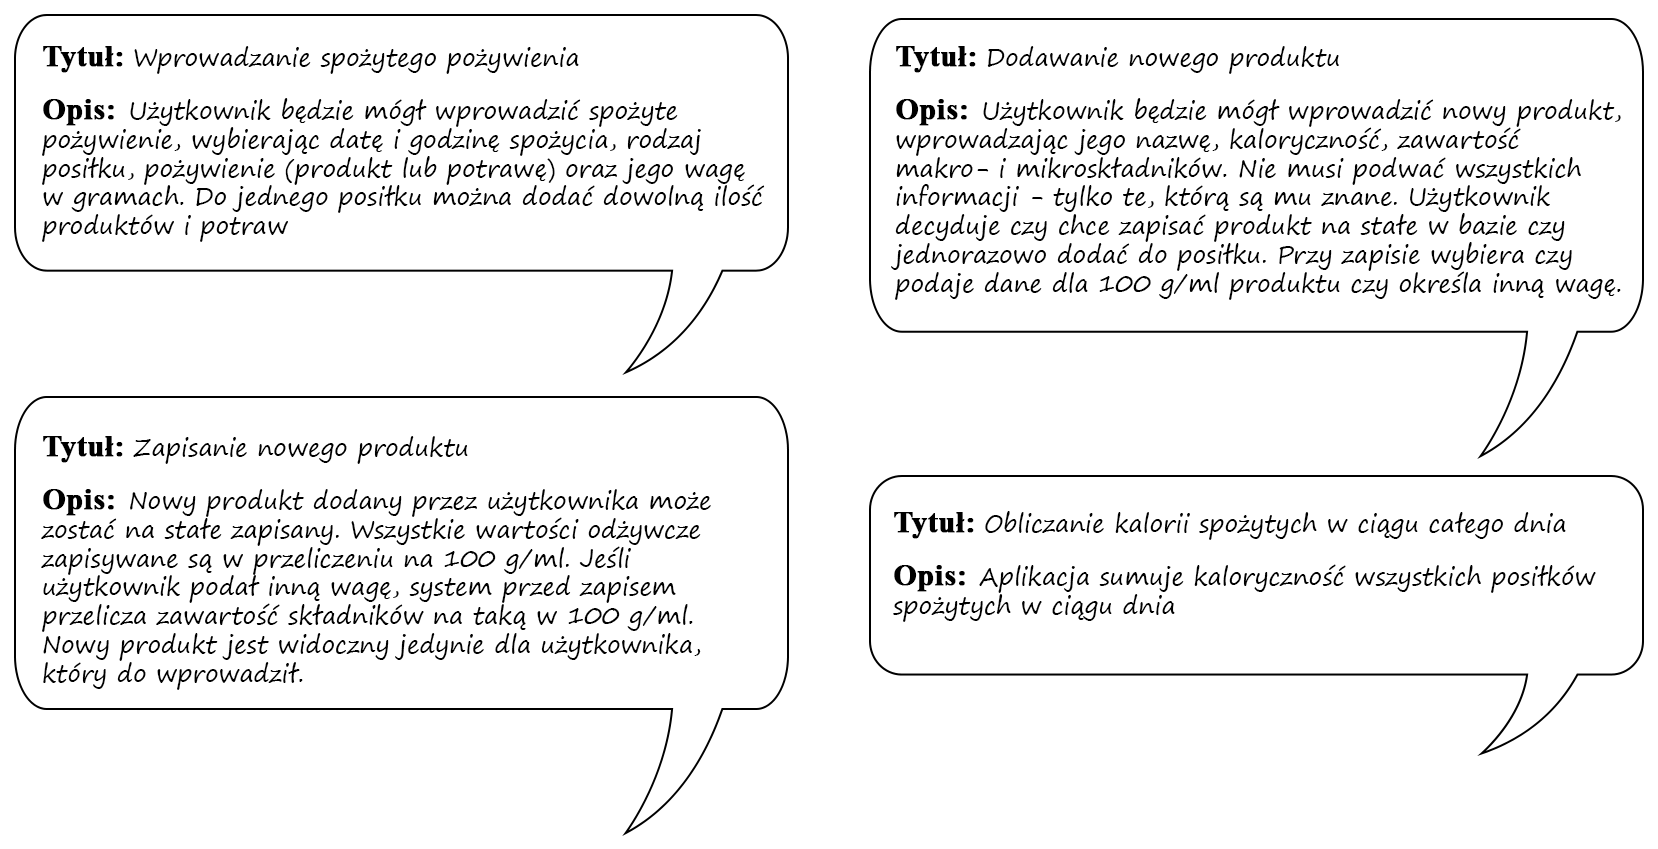 Tytuł: Wprowadzanie spożytego pożywienia
Opis: Użytkownik będzie mógł wprowadzić spożyte
pożywienie, wybierając datę i godzinę spożycia, rodzaj
posiłku, pożywienie (produkt lub potrawę) oraz jego wagę
w gramach. Do jednego posiłku można dodać dowolną ilość
produktów i potraw
Tytuł: Dodawanie nowego produktu
Opis: Użytkownik będzie mógł wprowadzić nowy produkt,
wprowadzając jego nazwę, kaloryczność, zawartość
makro- i mikroskładników. Nie musi podwać wszystkich
informacji - tylko te, którą są mu znane. Użytkownik
decyduje czy chce zapisać produkt na stałe w bazie czy
jednorazowo dodać do posiłku. Przy zapisie wybiera czy
podaje dane dla 100 g/ml produktu czy określa inną wagę.
Tytuł: Zapisanie nowego produktu
Opis: Nowy produkt dodany przez użytkownika może
zostać na stałe zapisany. Wszystkie wartości odżywcze
zapisywane są w przeliczeniu na 100 g/ml. Jeśli
użytkownik podał inną wagę, system przed zapisem
przelicza zawartość składników na taką w 100 g/ml.
Nowy produkt jest widoczny jedynie dla użytkownika,
który do wprowadził.
Tytuł: Obliczanie kalorii spożytych w ciągu całego dnia
Opis: Aplikacja sumuje kaloryczność wszystkich posiłków
spożytych w ciągu dnia